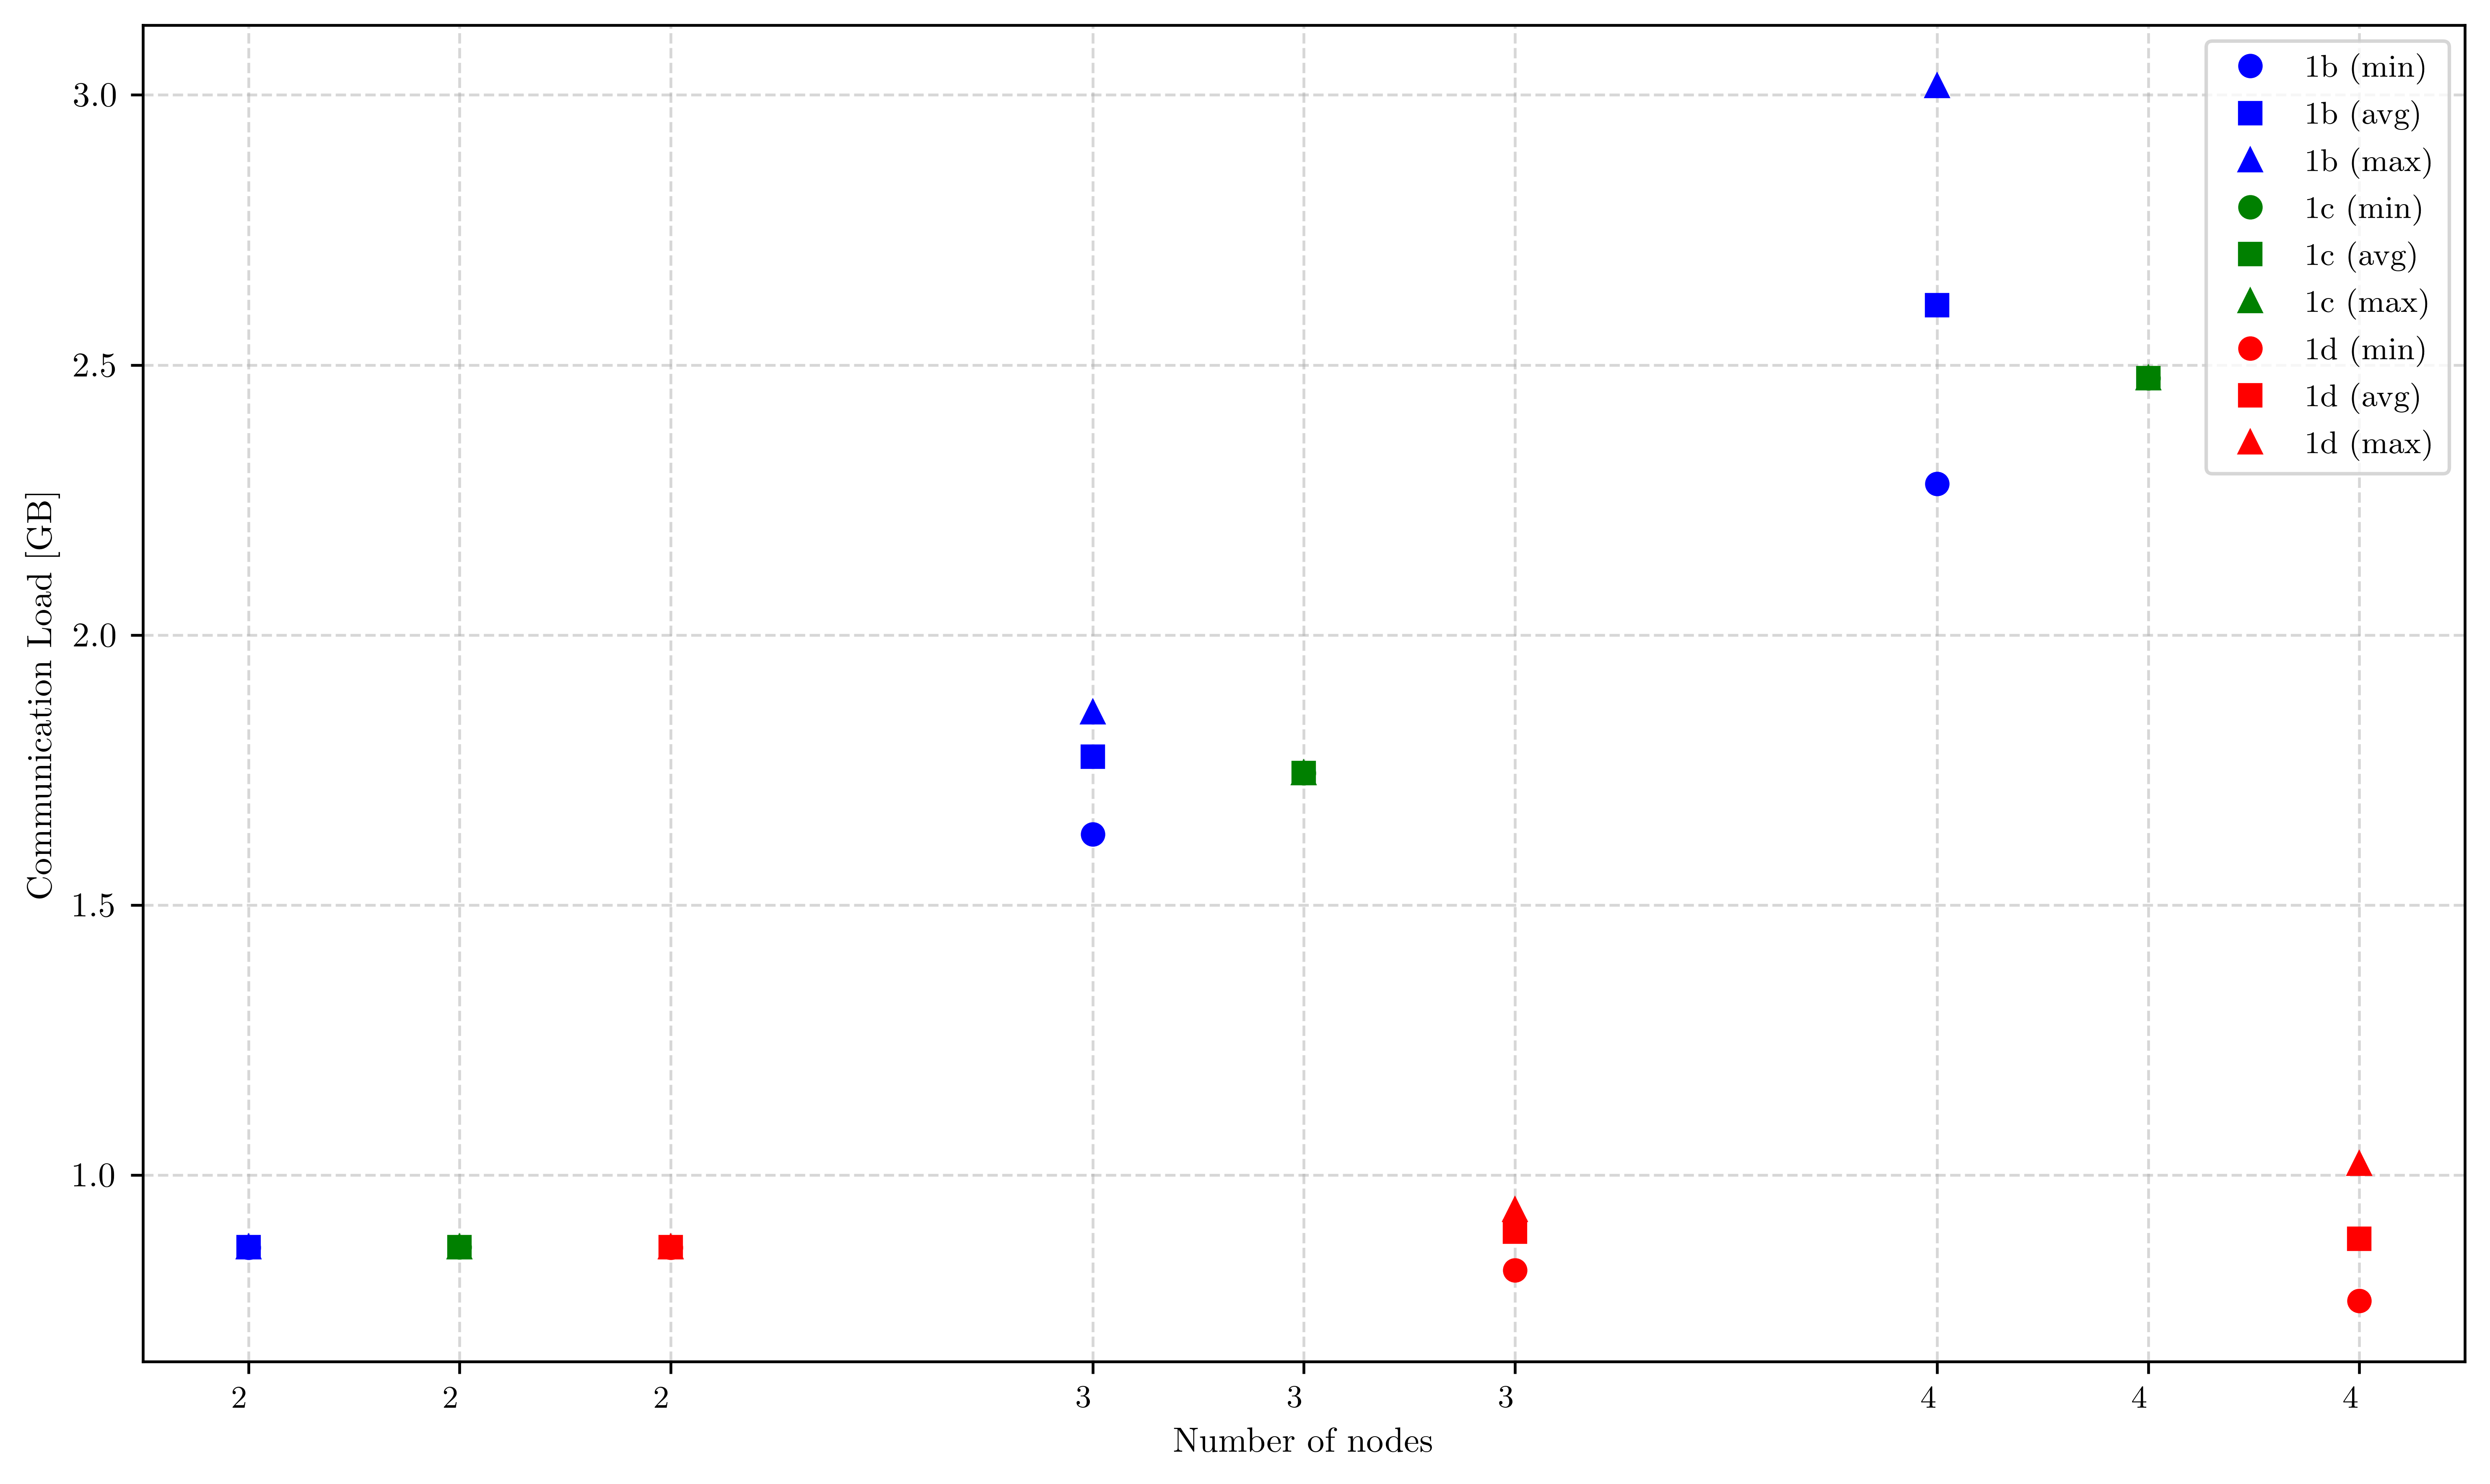 3.0
2.5
2.0
1.5
1.0
Communication Load [GB]
1b (min)
1b (avg)
1b (max)
1c (min)
1c (avg)
1c (max)
1d (min)
1d (avg)
1d (max)
2 2 2 3 3 3 4 4 4
Number of nodes